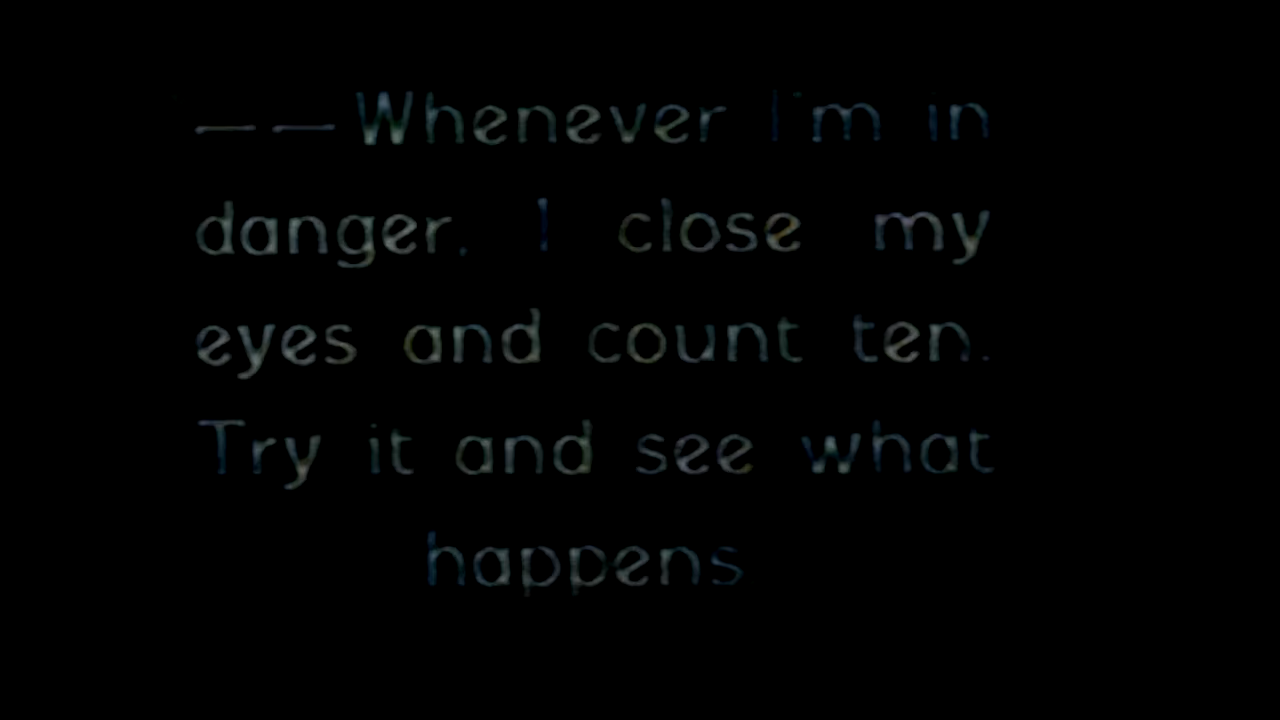 — — Whenever I'm in
danger, I close my
eyes and count ten.
Try it and see what
happens